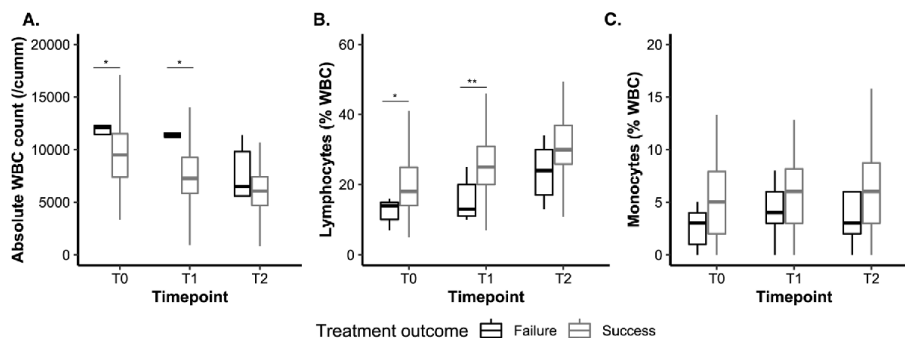 A.
Absolute WBC count (/cumm)
20000
15000
10000
5000
0
*
*
T0 T1 T2
Timepoint
B.
Lymphocytes (% WBC)
60
40
20
0
*
**
T0 T1 T2
Timepoint
C.
Monocytes (% WBC)
20
15
10
5
0
T0 T1 T2
Timepoint
Treatment outcome Failure Success